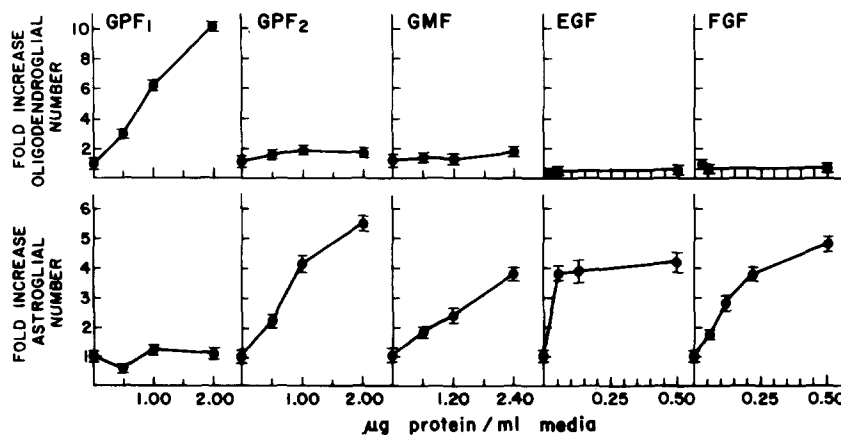 GPF1 GPF2 GMF EGF FGF
FOLD INCREASE
OLIGODENDROGLIAL
NUMBER
10
8
6
4
2
FOLD INCREASE
ASTROGLIAL
NUMBER
6
5
4
3
2
1
1.00 2.00 1.00 2.00 1.20 2.40 0.25 0.50 0.25 0.50
μg protein / ml media